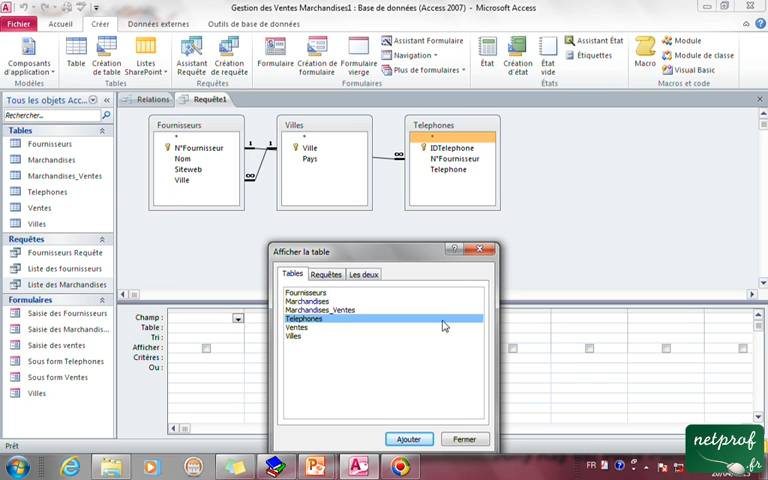 Gestion des Ventes Marchandises1 : Base de données (Access 2007) - Microsoft Access
Fichier
Accueil
Créer
Données externes
Outils de base de données
Composants d'application
Modèles
Table
Création de table
Listes SharePoint
Tables
Assistant Requête
Création de requête
Requêtes
Formulaire
Création de formulaire
Formulaire vierge
Assistant Formulaire
Navigation
Plus de formulaires
Formulaires
État
Création d'état
État vide
Assistant État
Étiquettes
États
Macro
Module
Module de classe
Visual Basic
Macros et code
Tous les objets Acc...
Rechercher...
Tables
Fournisseurs
Marchandises
Marchandises_Ventes
Telephones
Ventes
Villes
Requêtes
Fournisseurs Requête
Liste des fournisseurs
Liste des Marchandises
Formulaires
Saisie des Fournisseurs
Saisie des Marchandis...
Saisie des ventes
Sous form Telephones
Sous form Ventes
Villes
Relations
Requête1
Fournisseurs
*
N°Fournisseur
Nom
Siteweb
Ville
1
1
∞
Villes
*
Ville
Pays
∞
Telephones
*
IDTelephone
N°Fournisseur
Telephone
Champ :
Table :
Tri :
Afficher :
Critères :
Ou :
Afficher la table
Tables
Requêtes
Les deux
Fournisseurs
Marchandises
Marchandises_Ventes
Telephones
Ventes
Villes
Ajouter
Fermer
Prêt
FR
netprof
.fr